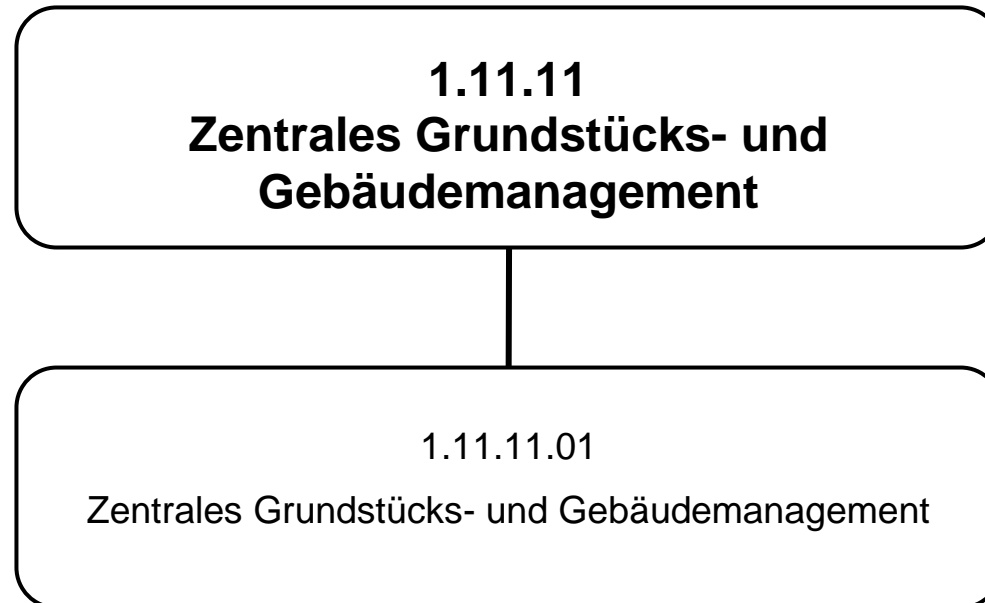 1.11.11
Zentrales Grundstücks- und
Gebäudemanagement
1.11.11.01
Zentrales Grundstücks- und Gebäudemanagement